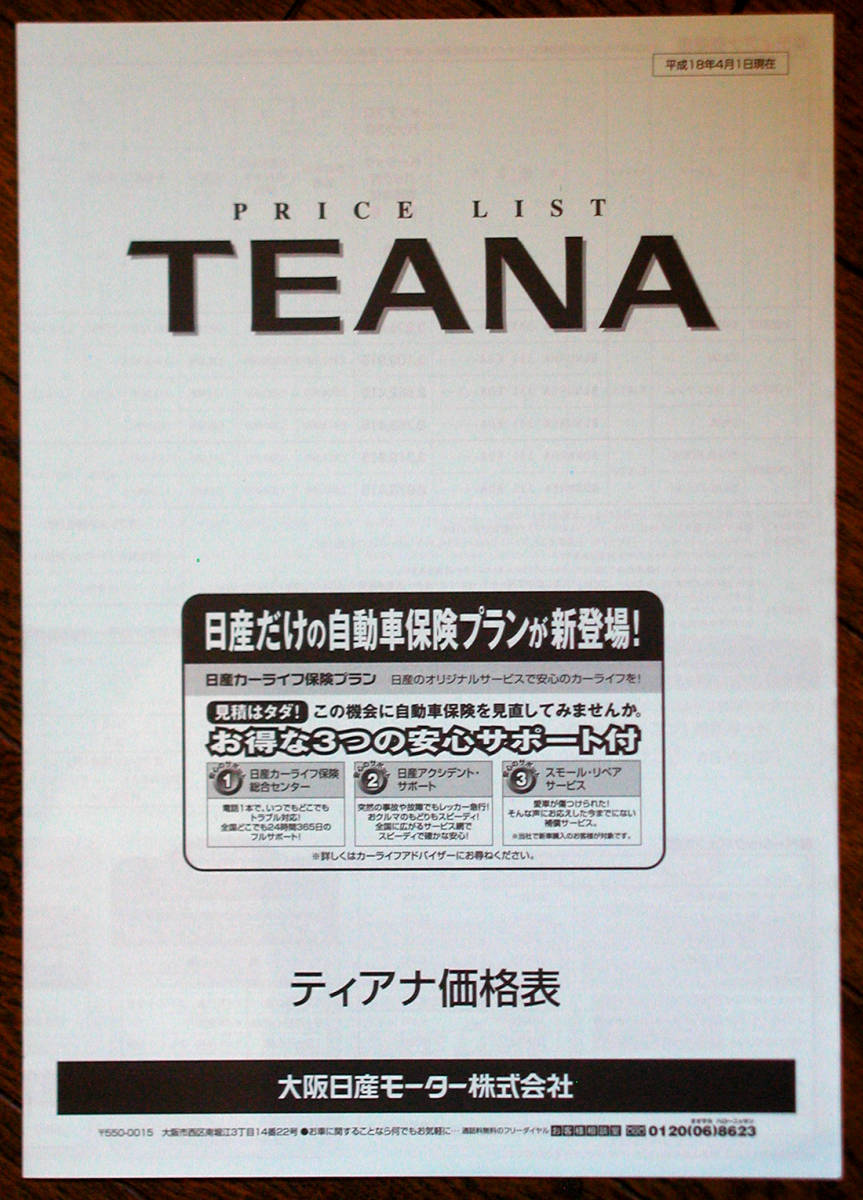 平成18年4月1日現在
PRICE LIST
TEANA
日産だけの自動車保険プランが新登場!
日産カーライフ保険プラン 日産のオリジナルサービスで安心のカーライフを!
見積はタダ! この機会に自動車保険を見直してみませんか。
お得な3つの安心サポート付
1 日産カーライフ保険
総合センター
電話1本で、いつでもどこでも
トラブル対応!
全国どこでも24時間365日の
フルサポート!
2 日産アクシデント・
サポート
突然の事故や故障でもレッカー急行!
おクルマのもどりもスピーディ!
全国に広がるサービス網で
スピーディで確かな安心!
3 スモール・リペア
サービス
愛車が傷つけられた!
そんな声にお応えした今までにない
補償サービス。
※当社で新車購入のお客様が対象です。
※詳しくはカーライフアドバイザーにお尋ねください。
ティアナ価格表
大阪日産モーター株式会社
〒550-0015 大阪市西区南堀江3丁目14番22号 ●お車に関することなら何でもお気軽に… 通話料無料のフリーダイヤル お客様相談室 0120(06)8623